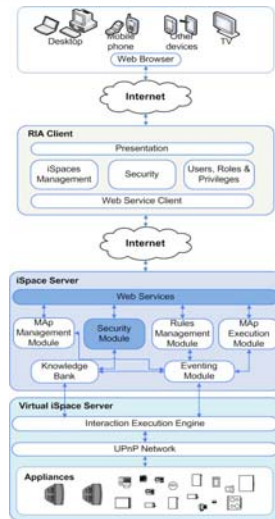 Desktop
Mobile phone
Other devices
TV
Web Browser
Internet
RIA Client
Presentation
iSpaces Management
Security
Users, Roles & Privileges
Web Service Client
Internet
iSpace Server
Web Services
MAp Management Module
Security Module
Rules Management Module
MAp Execution Module
Knowledge Bank
Eventing Module
Virtual iSpace Server
Interaction Execution Engine
UPnP Network
Appliances